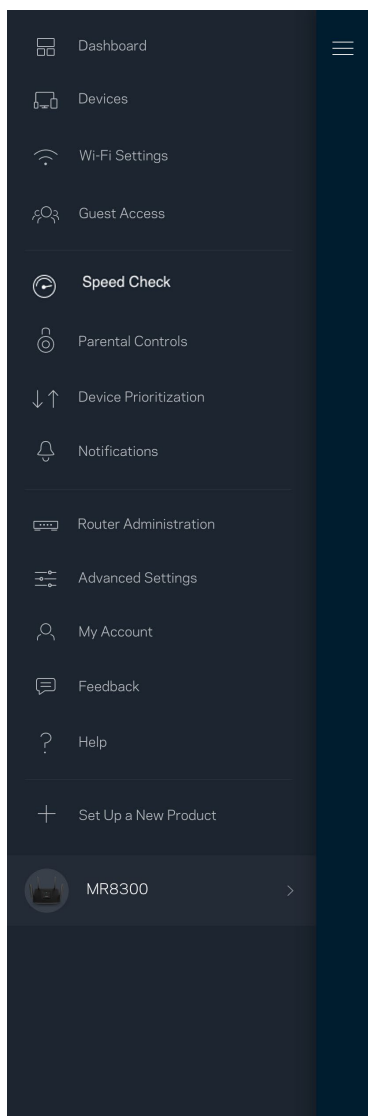 Dashboard
Devices
Wi-Fi Settings
Guest Access
Speed Check
Parental Controls
Device Prioritization
Notifications
Router Administration
Advanced Settings
My Account
Feedback
Help
Set Up a New Product
MR8300